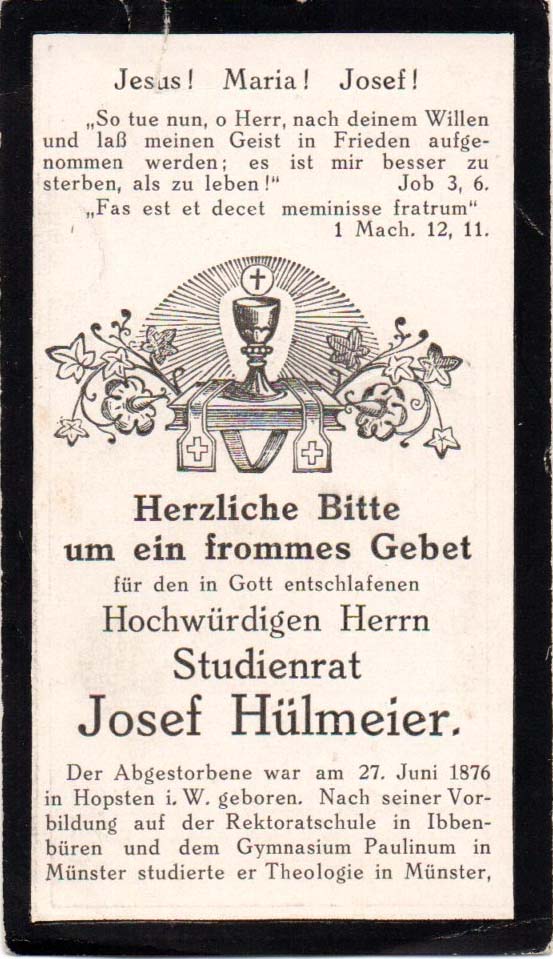 Jesus! Maria! Josef!
„So tue nun, o Herr, nach deinem Willen
und laß meinen Geist in Frieden aufge-
nommen werden; es ist mir besser zu
sterben, als zu leben!“ Job 3, 6.
„Fas est et decet meminisse fratrum“
1 Mach. 12, 11.
Herzliche Bitte
um ein frommes Gebet
für den in Gott entschlafenen
Hochwürdigen Herrn
Studienrat
Josef Hülmeier.
Der Abgestorbene war am 27. Juni 1876
in Hopsten i. W. geboren. Nach seiner Vor-
bildung auf der Rektoratschule in Ibben-
büren und dem Gymnasium Paulinum in
Münster studierte er Theologie in Münster,